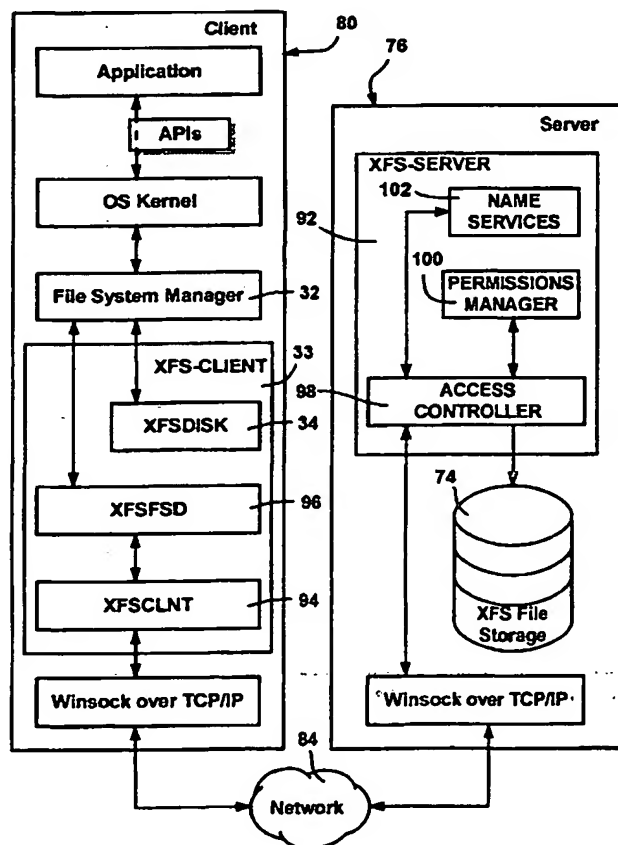 Client
80
Application
APIs
OS Kernel
File System Manager
32
XFS-CLIENT
33
XFSDISK
34
XFSFSD
96
XFSCLNT
94
Winsock over TCP/IP
76
Server
XFS-SERVER
102
NAME
SERVICES
92
100
PERMISSIONS
MANAGER
98
ACCESS
CONTROLLER
74
XFS File
Storage
Winsock over TCP/IP
84
Network